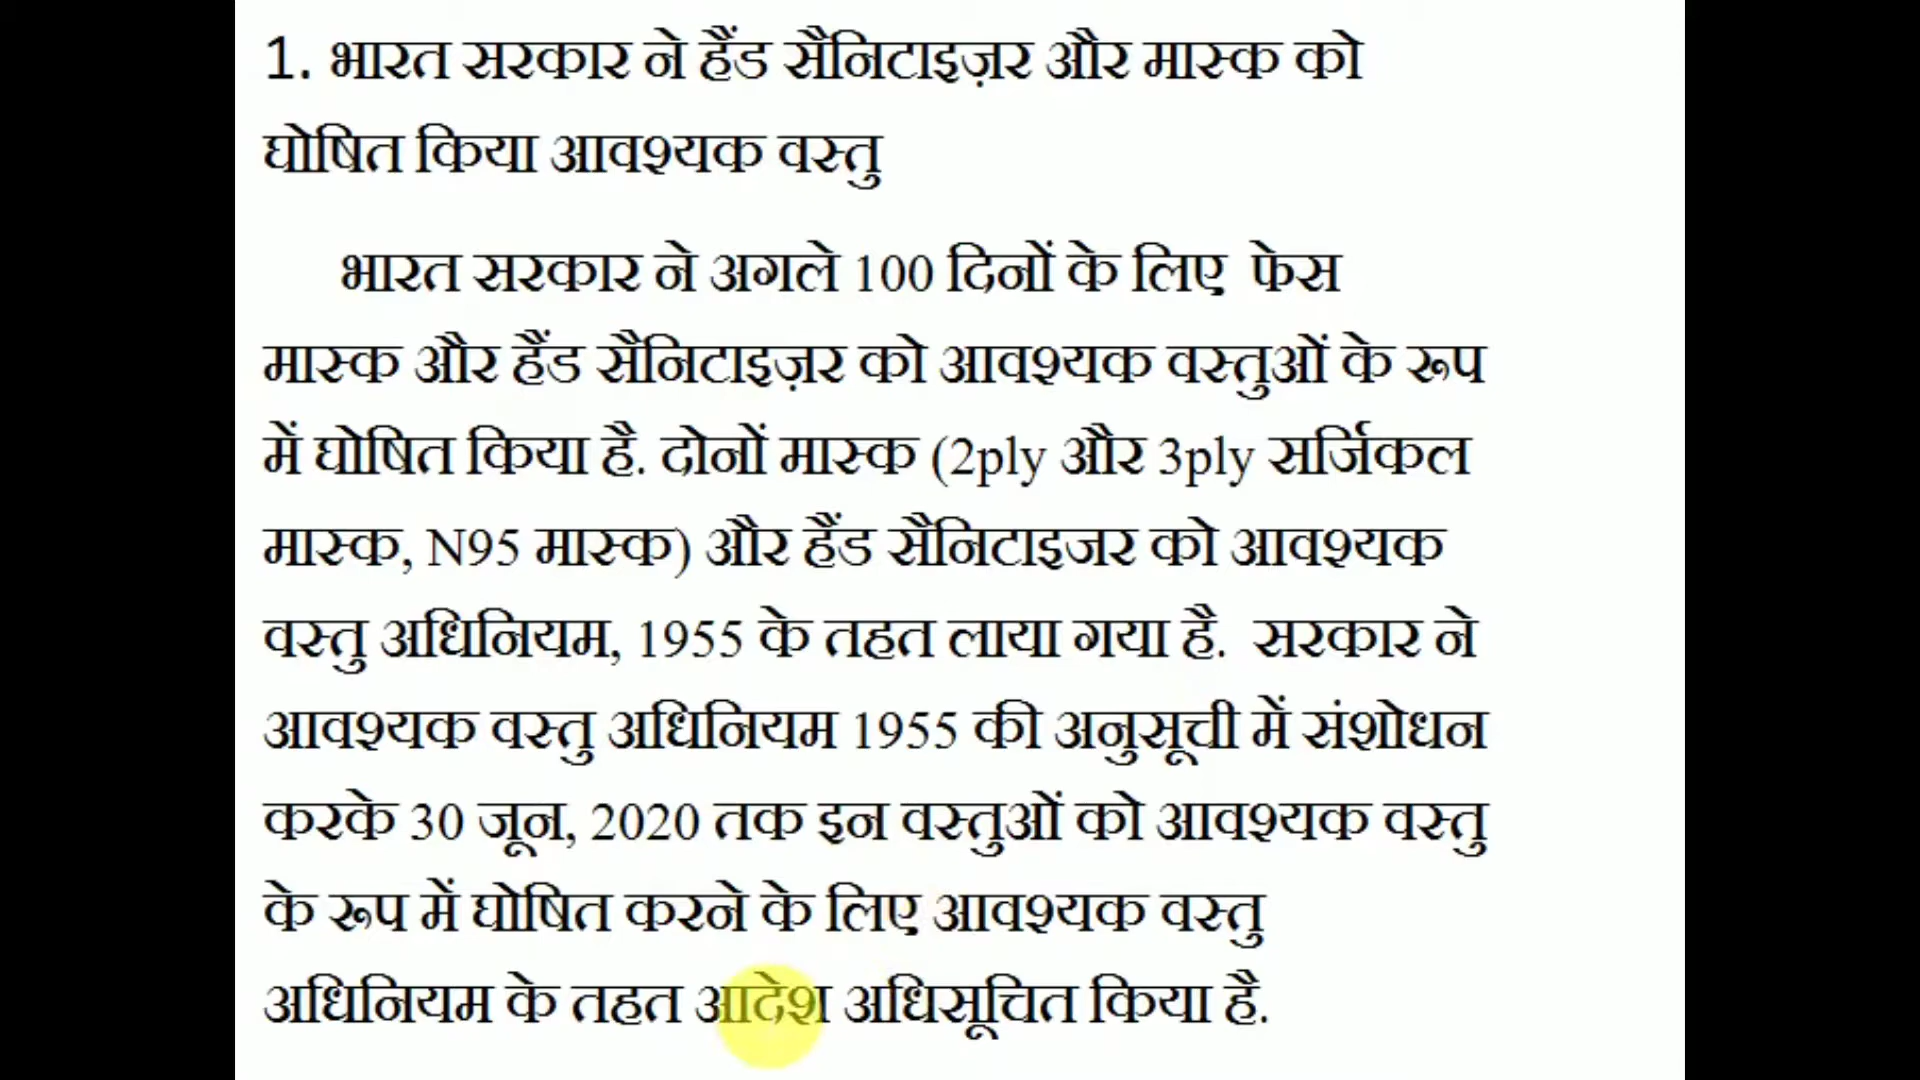 1. भारत सरकार ने हैंड सैनिटाइज़र और मास्क को
घोषित किया आवश्यक वस्तु
भारत सरकार ने अगले 100 दिनों के लिए फेस
मास्क और हैंड सैनिटाइज़र को आवश्यक वस्तुओं के रूप
में घोषित किया है. दोनों मास्क (2ply और 3ply सर्जिकल
मास्क, N95 मास्क) और हैंड सैनिटाइजर को आवश्यक
वस्तु अधिनियम, 1955 के तहत लाया गया है. सरकार ने
आवश्यक वस्तु अधिनियम 1955 की अनुसूची में संशोधन
करके 30 जून, 2020 तक इन वस्तुओं को आवश्यक वस्तु
के रूप में घोषित करने के लिए आवश्यक वस्तु
अधिनियम के तहत आदेश अधिसूचित किया है.